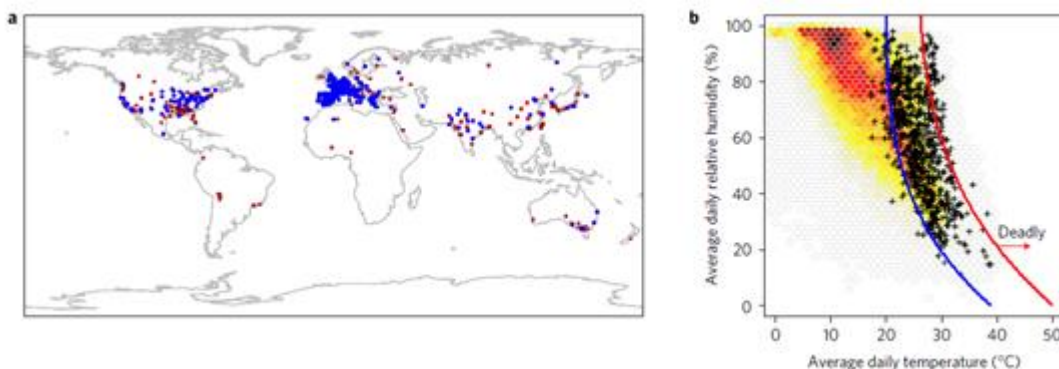 a
b
Average daily relative humidity (%)
100
80
60
40
20
0
Deadly
0 10 20 30 40 50
Average daily temperature (°C)